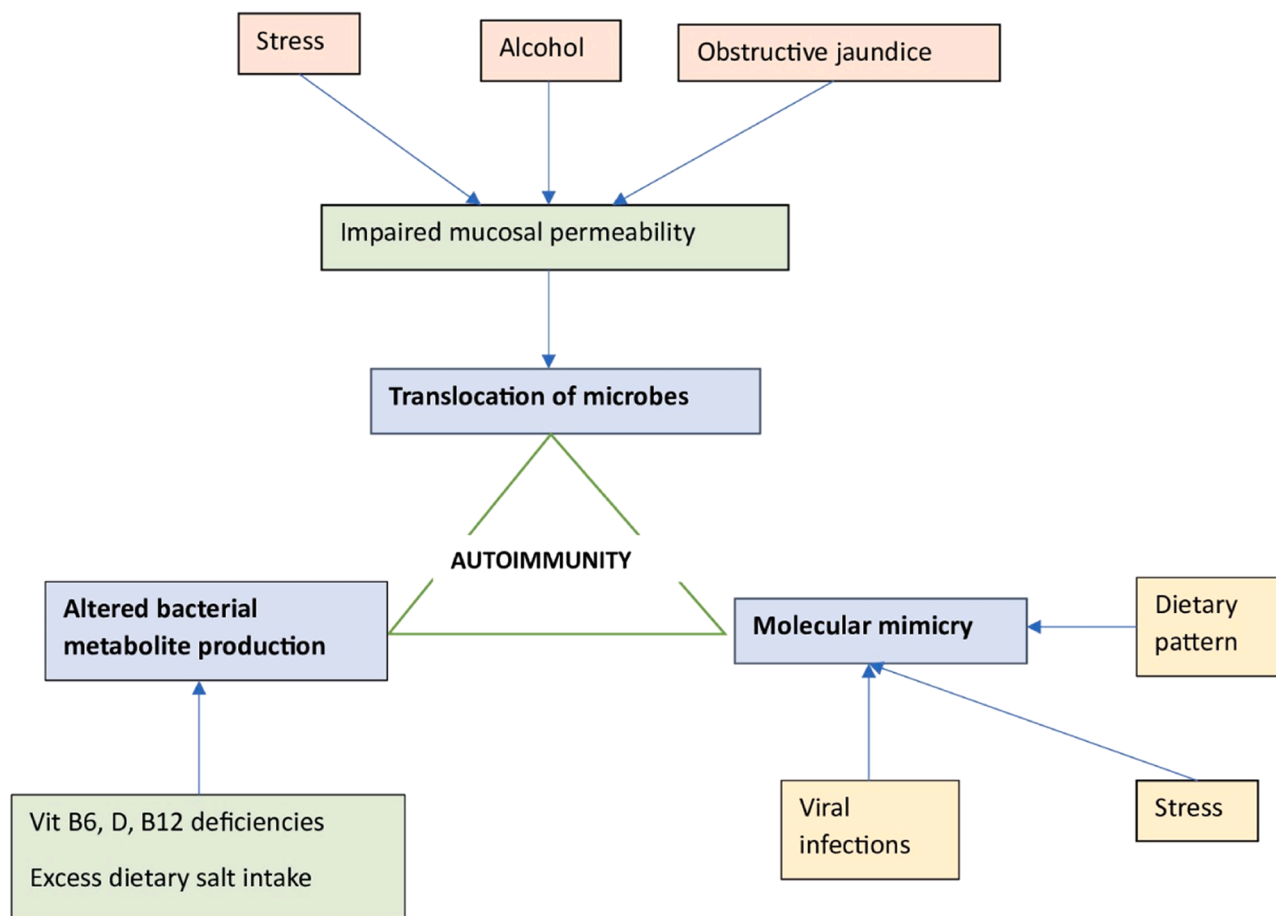 Stress
Alcohol
Obstructive jaundice
Impaired mucosal permeability
Translocation of microbes
AUTOIMMUNITY
Altered bacterial
metabolite production
Molecular mimicry
Dietary
pattern
Vit B6, D, B12 deficiencies
Excess dietary salt intake
Viral
infections
Stress